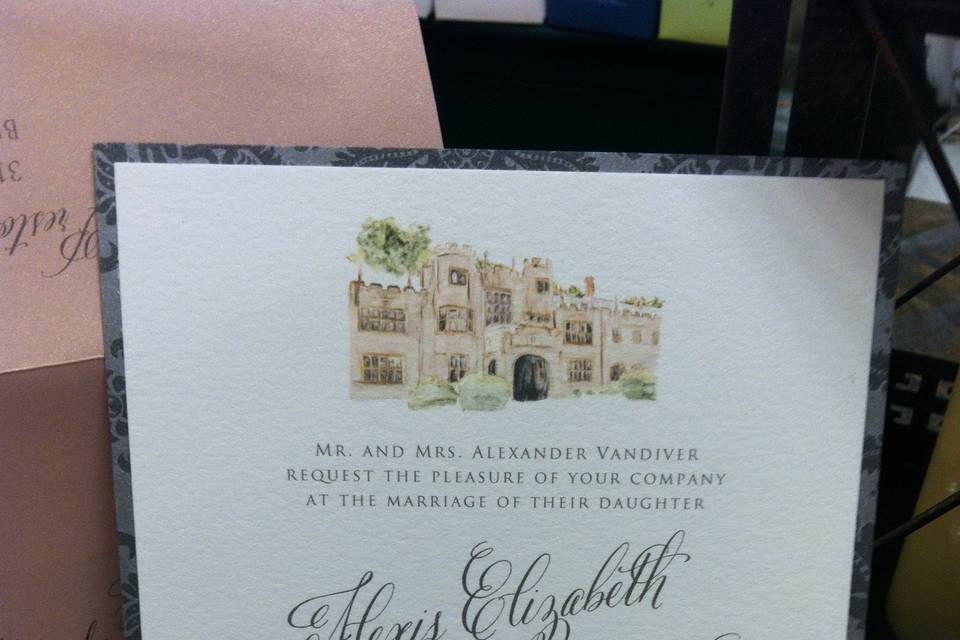 Mr. and Mrs. Alexander Vandiver
request the pleasure of your company
at the marriage of their daughter
Alexis Elizabeth